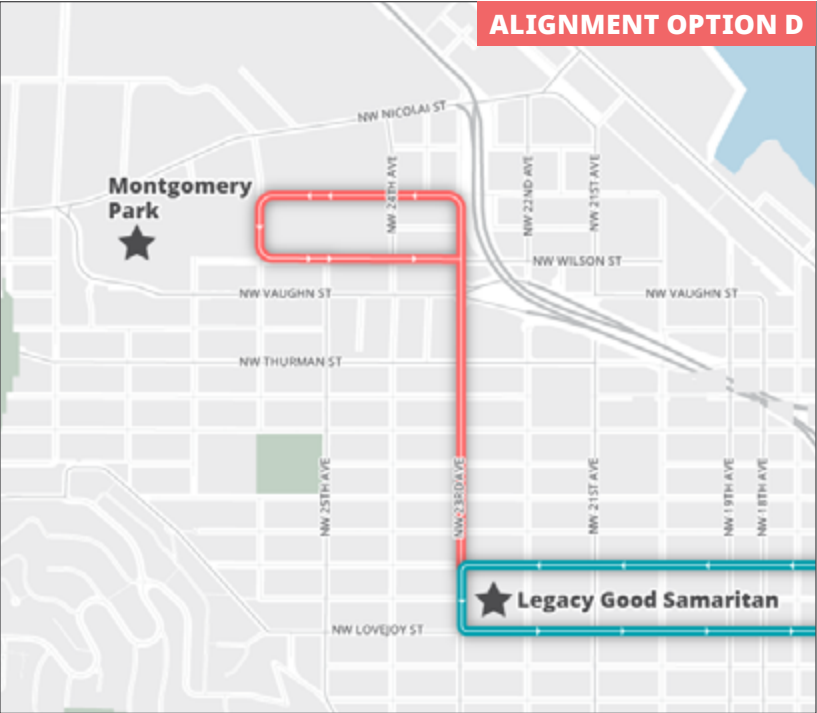 ALIGNMENT OPTION D
NW NICOLAI ST
NW 24TH AVE
NW 22ND AVE
NW 21ST AVE
Montgomery
Park
NW WILSON ST
NW VAUGHN ST
NW VAUGHN ST
NW THURMAN ST
NW 25TH AVE
NW 23RD AVE
NW 21ST AVE
NW 19TH AVE
NW 18TH AVE
Legacy Good Samaritan
NW LOVEJOY ST